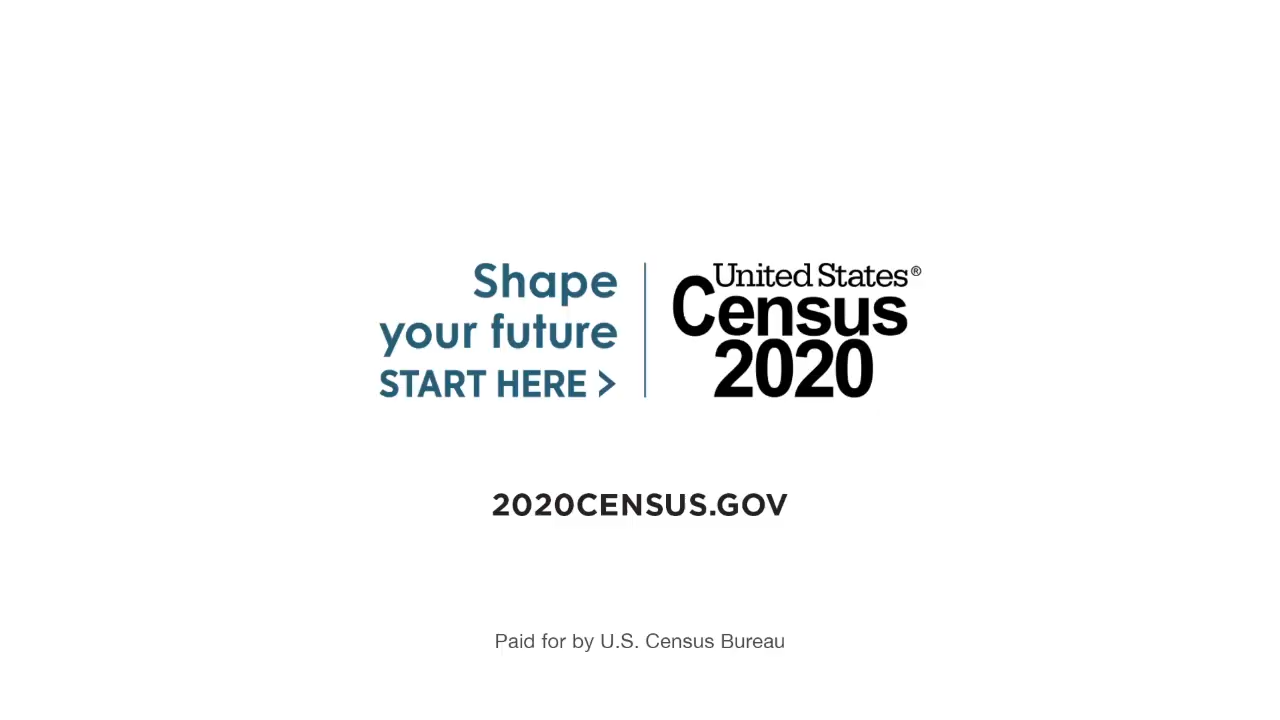 Shape
your future
START HERE >
United States®
Census
2020
2020CENSUS.GOV
Paid for by U.S. Census Bureau